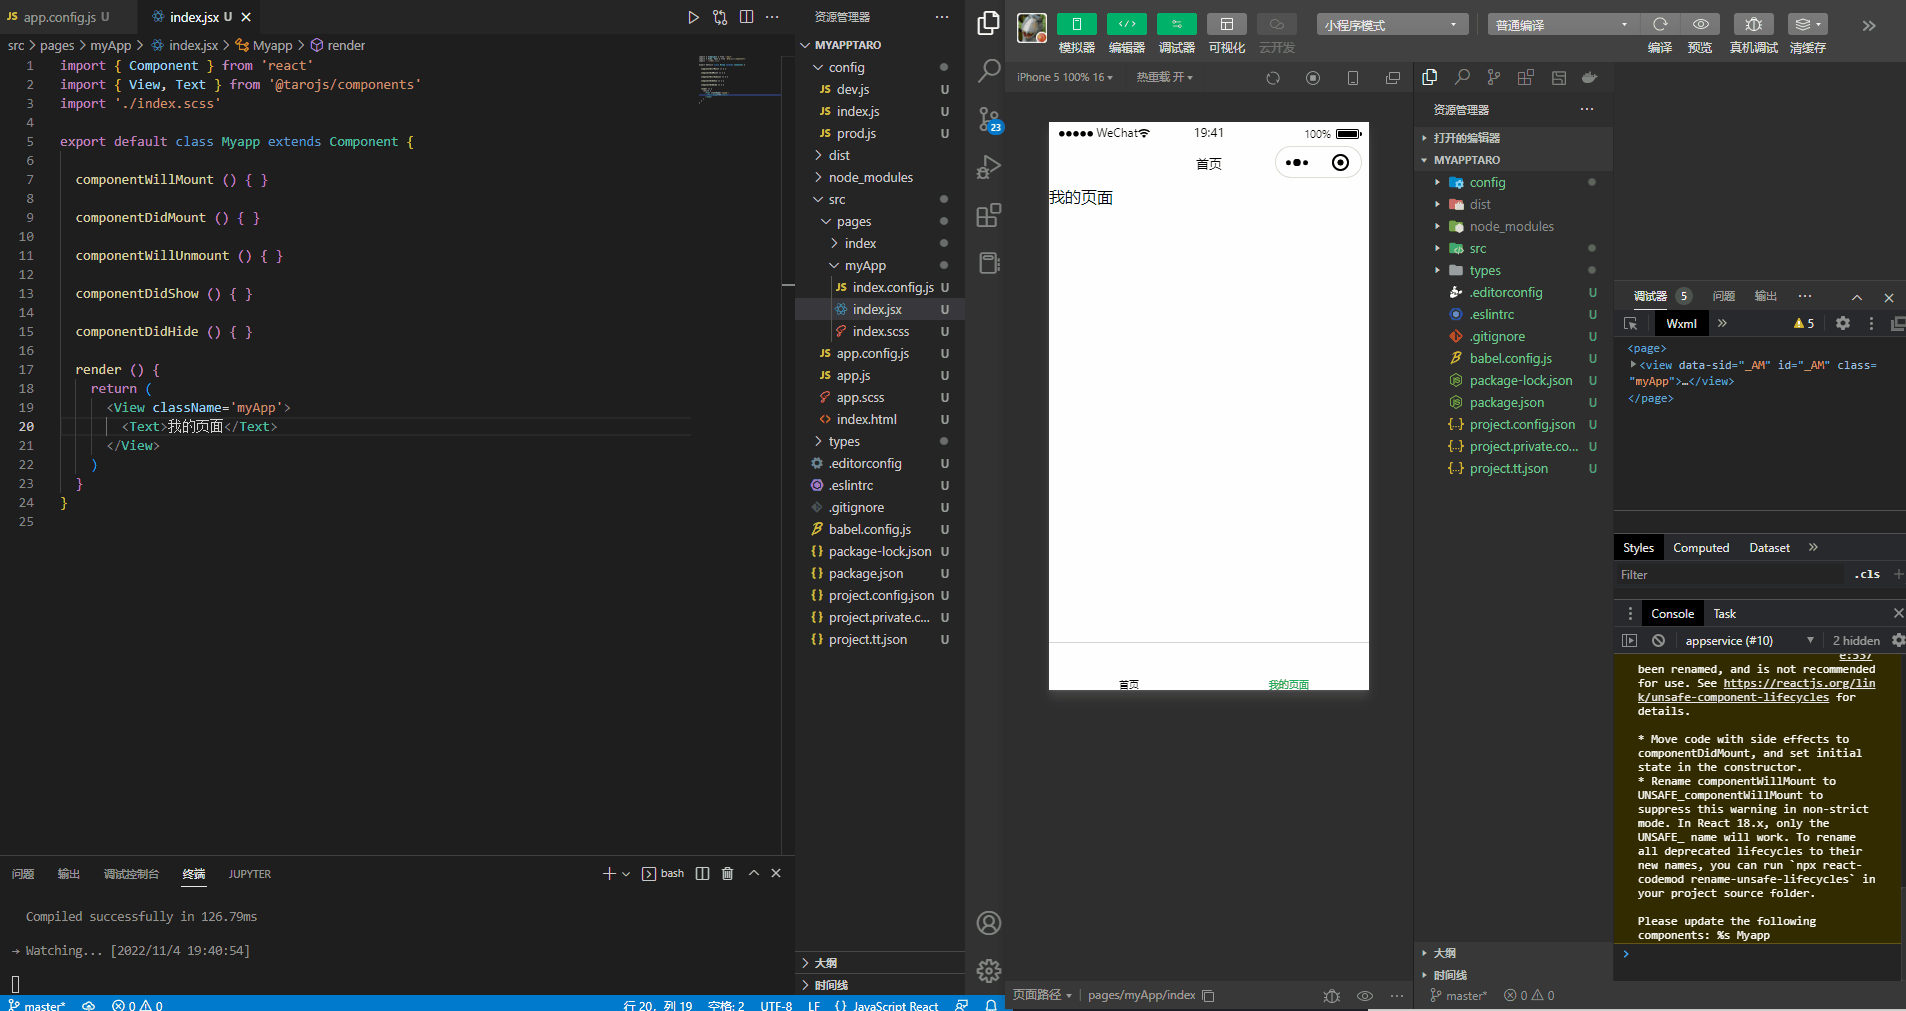 app.config.js U
index.jsx U
src > pages > myApp > index.jsx > Myapp > render
1 import { Component } from 'react'
2 import { View, Text } from '@tarojs/components'
3 import './index.scss'
4
5 export default class Myapp extends Component {
6
7 componentWillMount () { }
8
9 componentDidMount () { }
10
11 componentWillUnmount () { }
12
13 componentDidShow () { }
14
15 componentDidHide () { }
16
17 render () {
18 return (
19 <View className='myApp'>
20 <Text>我的页面</Text>
21 </View>
22 )
23 }
24 }
25
问题 输出 调试控制台 终端 JUPYTER
bash
Compiled successfully in 126.79ms
→ Watching... [2022/11/4 19:40:54]
master* 0 0 行 20，列 19 空格: 2 UTF-8 LF {} JavaScript React
资源管理器
MYAPPTARO
config
JS dev.js U
JS index.js U
JS prod.js U
dist
node_modules
src
pages
index
myApp
JS index.config.js U
index.jsx U
index.scss U
JS app.config.js U
JS app.js U
app.scss U
<> index.html U
types
.editorconfig U
.eslintrc U
.gitignore U
babel.config.js U
{} package-lock.json U
{} package.json U
{} project.config.json U
{} project.private.c... U
{} project.tt.json U
大纲
时间线
23
模拟器 编辑器 调试器 可视化 云开发
小程序模式
普通编译
编译 预览 真机调试 清缓存
iPhone 5 100% 16
热重载 开
WeChat 19:41 100%
首页
我的页面
首页 我的页面
页面路径 | pages/myApp/index
资源管理器
打开的编辑器
MYAPPTARO
config
dist
node_modules
src
types
.editorconfig U
.eslintrc U
.gitignore U
babel.config.js U
package-lock.json U
package.json U
{..} project.config.json U
{..} project.private.co... U
{..} project.tt.json U
大纲
时间线
master* 0 0
调试器 5 问题 输出
Wxml 5
<page>
<view data-sid="_AM" id="_AM" class=
"myApp">…</view>
</page>
Styles Computed Dataset
Filter .cls
Console Task
appservice (#10) 2 hidden
e:537
been renamed, and is not recommended
for use. See https://reactjs.org/lin
k/unsafe-component-lifecycles for
details.
* Move code with side effects to
componentDidMount, and set initial
state in the constructor.
* Rename componentWillMount to
UNSAFE_componentWillMount to
suppress this warning in non-strict
mode. In React 18.x, only the
UNSAFE_ name will work. To rename
all deprecated lifecycles to their
new names, you can run `npx react-
codemod rename-unsafe-lifecycles` in
your project source folder.
Please update the following
components: %s Myapp